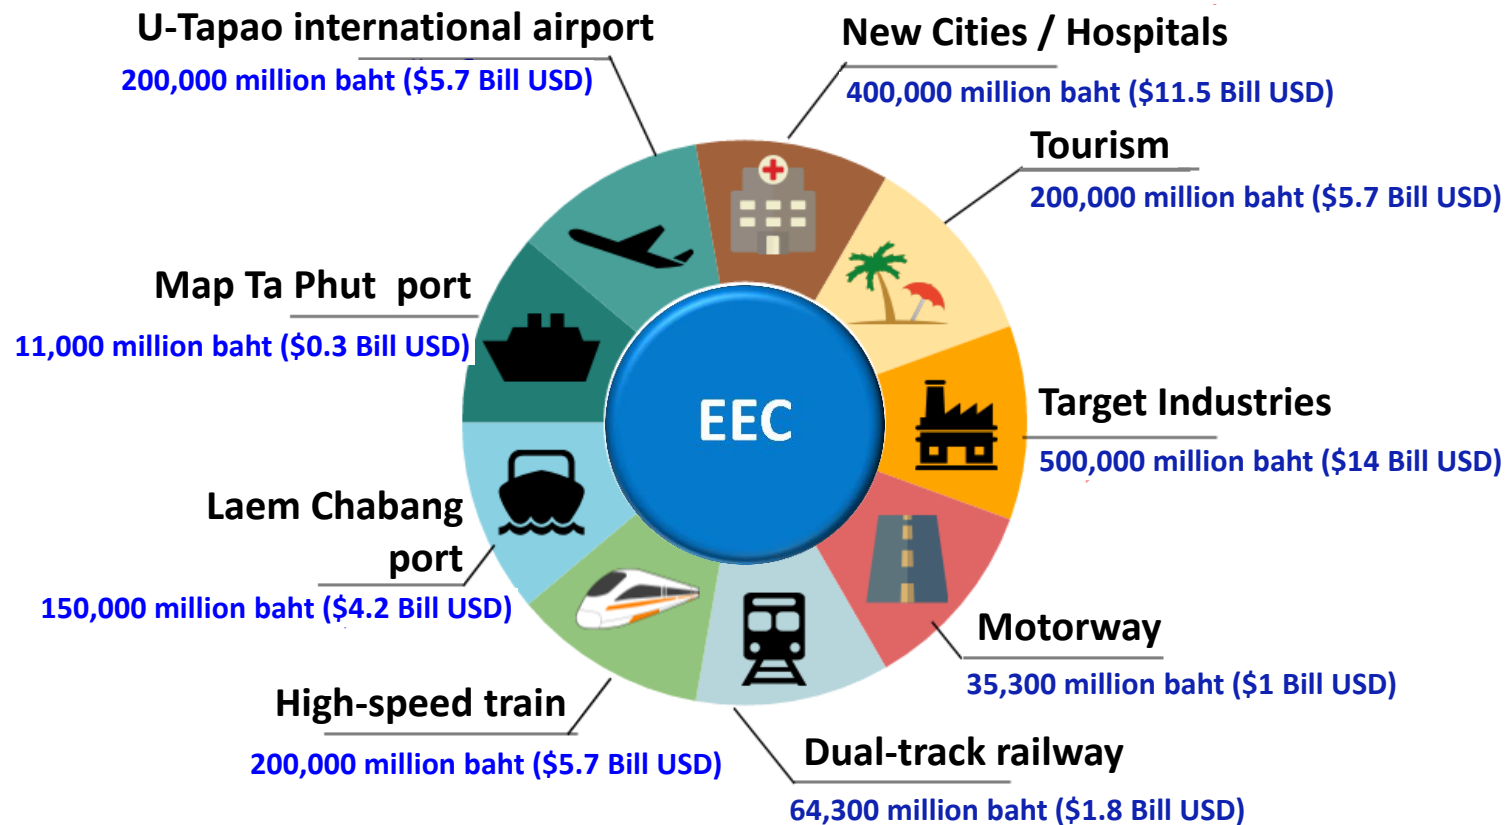 U-Tapao international airport
200,000 million baht ($5.7 Bill USD)
New Cities / Hospitals
400,000 million baht ($11.5 Bill USD)
Tourism
200,000 million baht ($5.7 Bill USD)
Map Ta Phut  port
11,000 million baht ($0.3 Bill USD)
EEC
Target Industries
500,000 million baht ($14 Bill USD)
Laem Chabang
port
150,000 million baht ($4.2 Bill USD)
Motorway
35,300 million baht ($1 Bill USD)
High-speed train
200,000 million baht ($5.7 Bill USD)
Dual-track railway
64,300 million baht ($1.8 Bill USD)